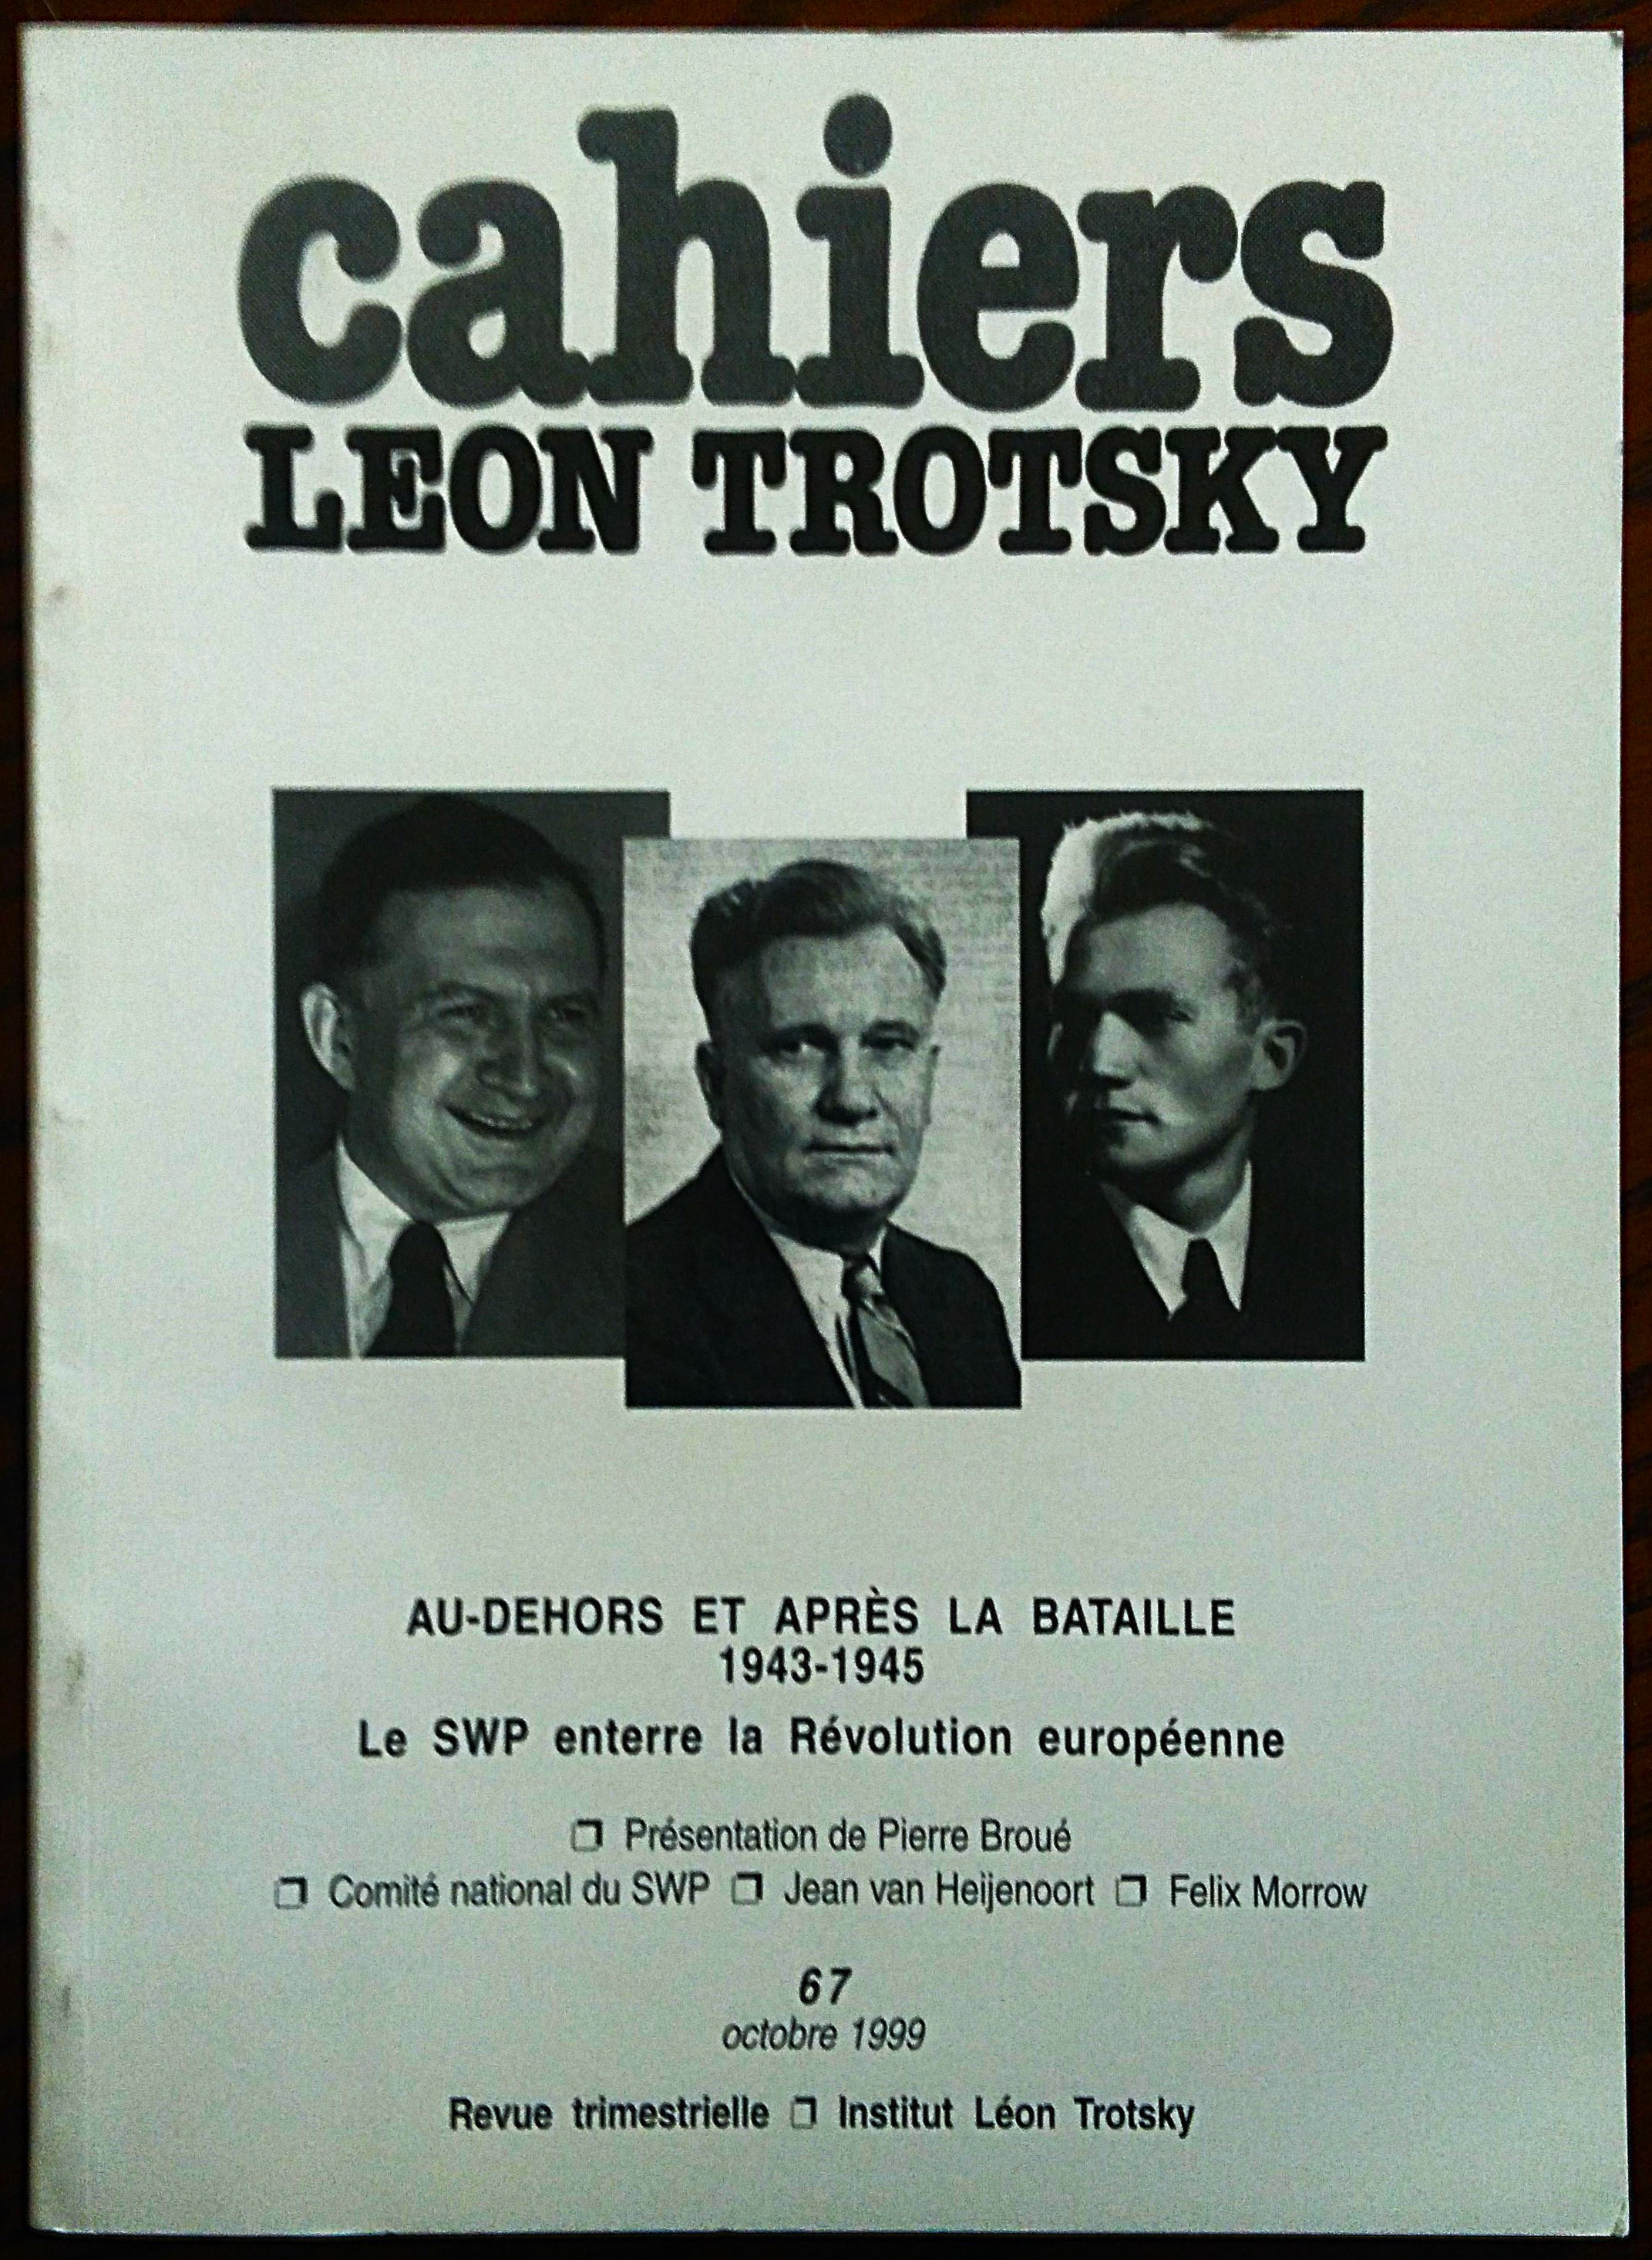 cahiers
LEON TROTSKY
AU-DEHORS ET APRÈS LA BATAILLE
1943-1945
Le SWP enterre la Révolution européenne
❒ Présentation de Pierre Broué
❒ Comité national du SWP ❒ Jean van Heijenoort ❒ Felix Morrow
67
octobre 1999
Revue trimestrielle ❒ Institut Léon Trotsky